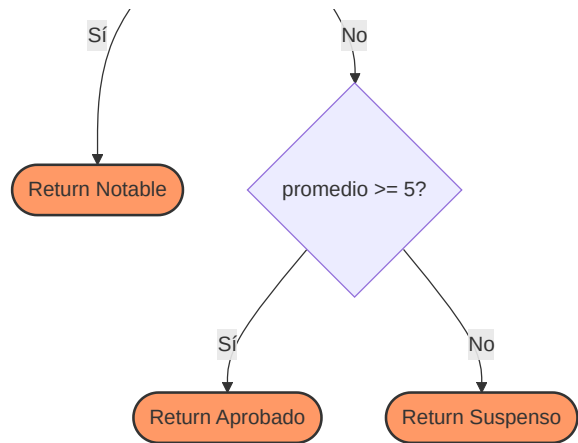 Sí
No
Return Notable
promedio >= 5?
Sí
No
Return Aprobado
Return Suspenso